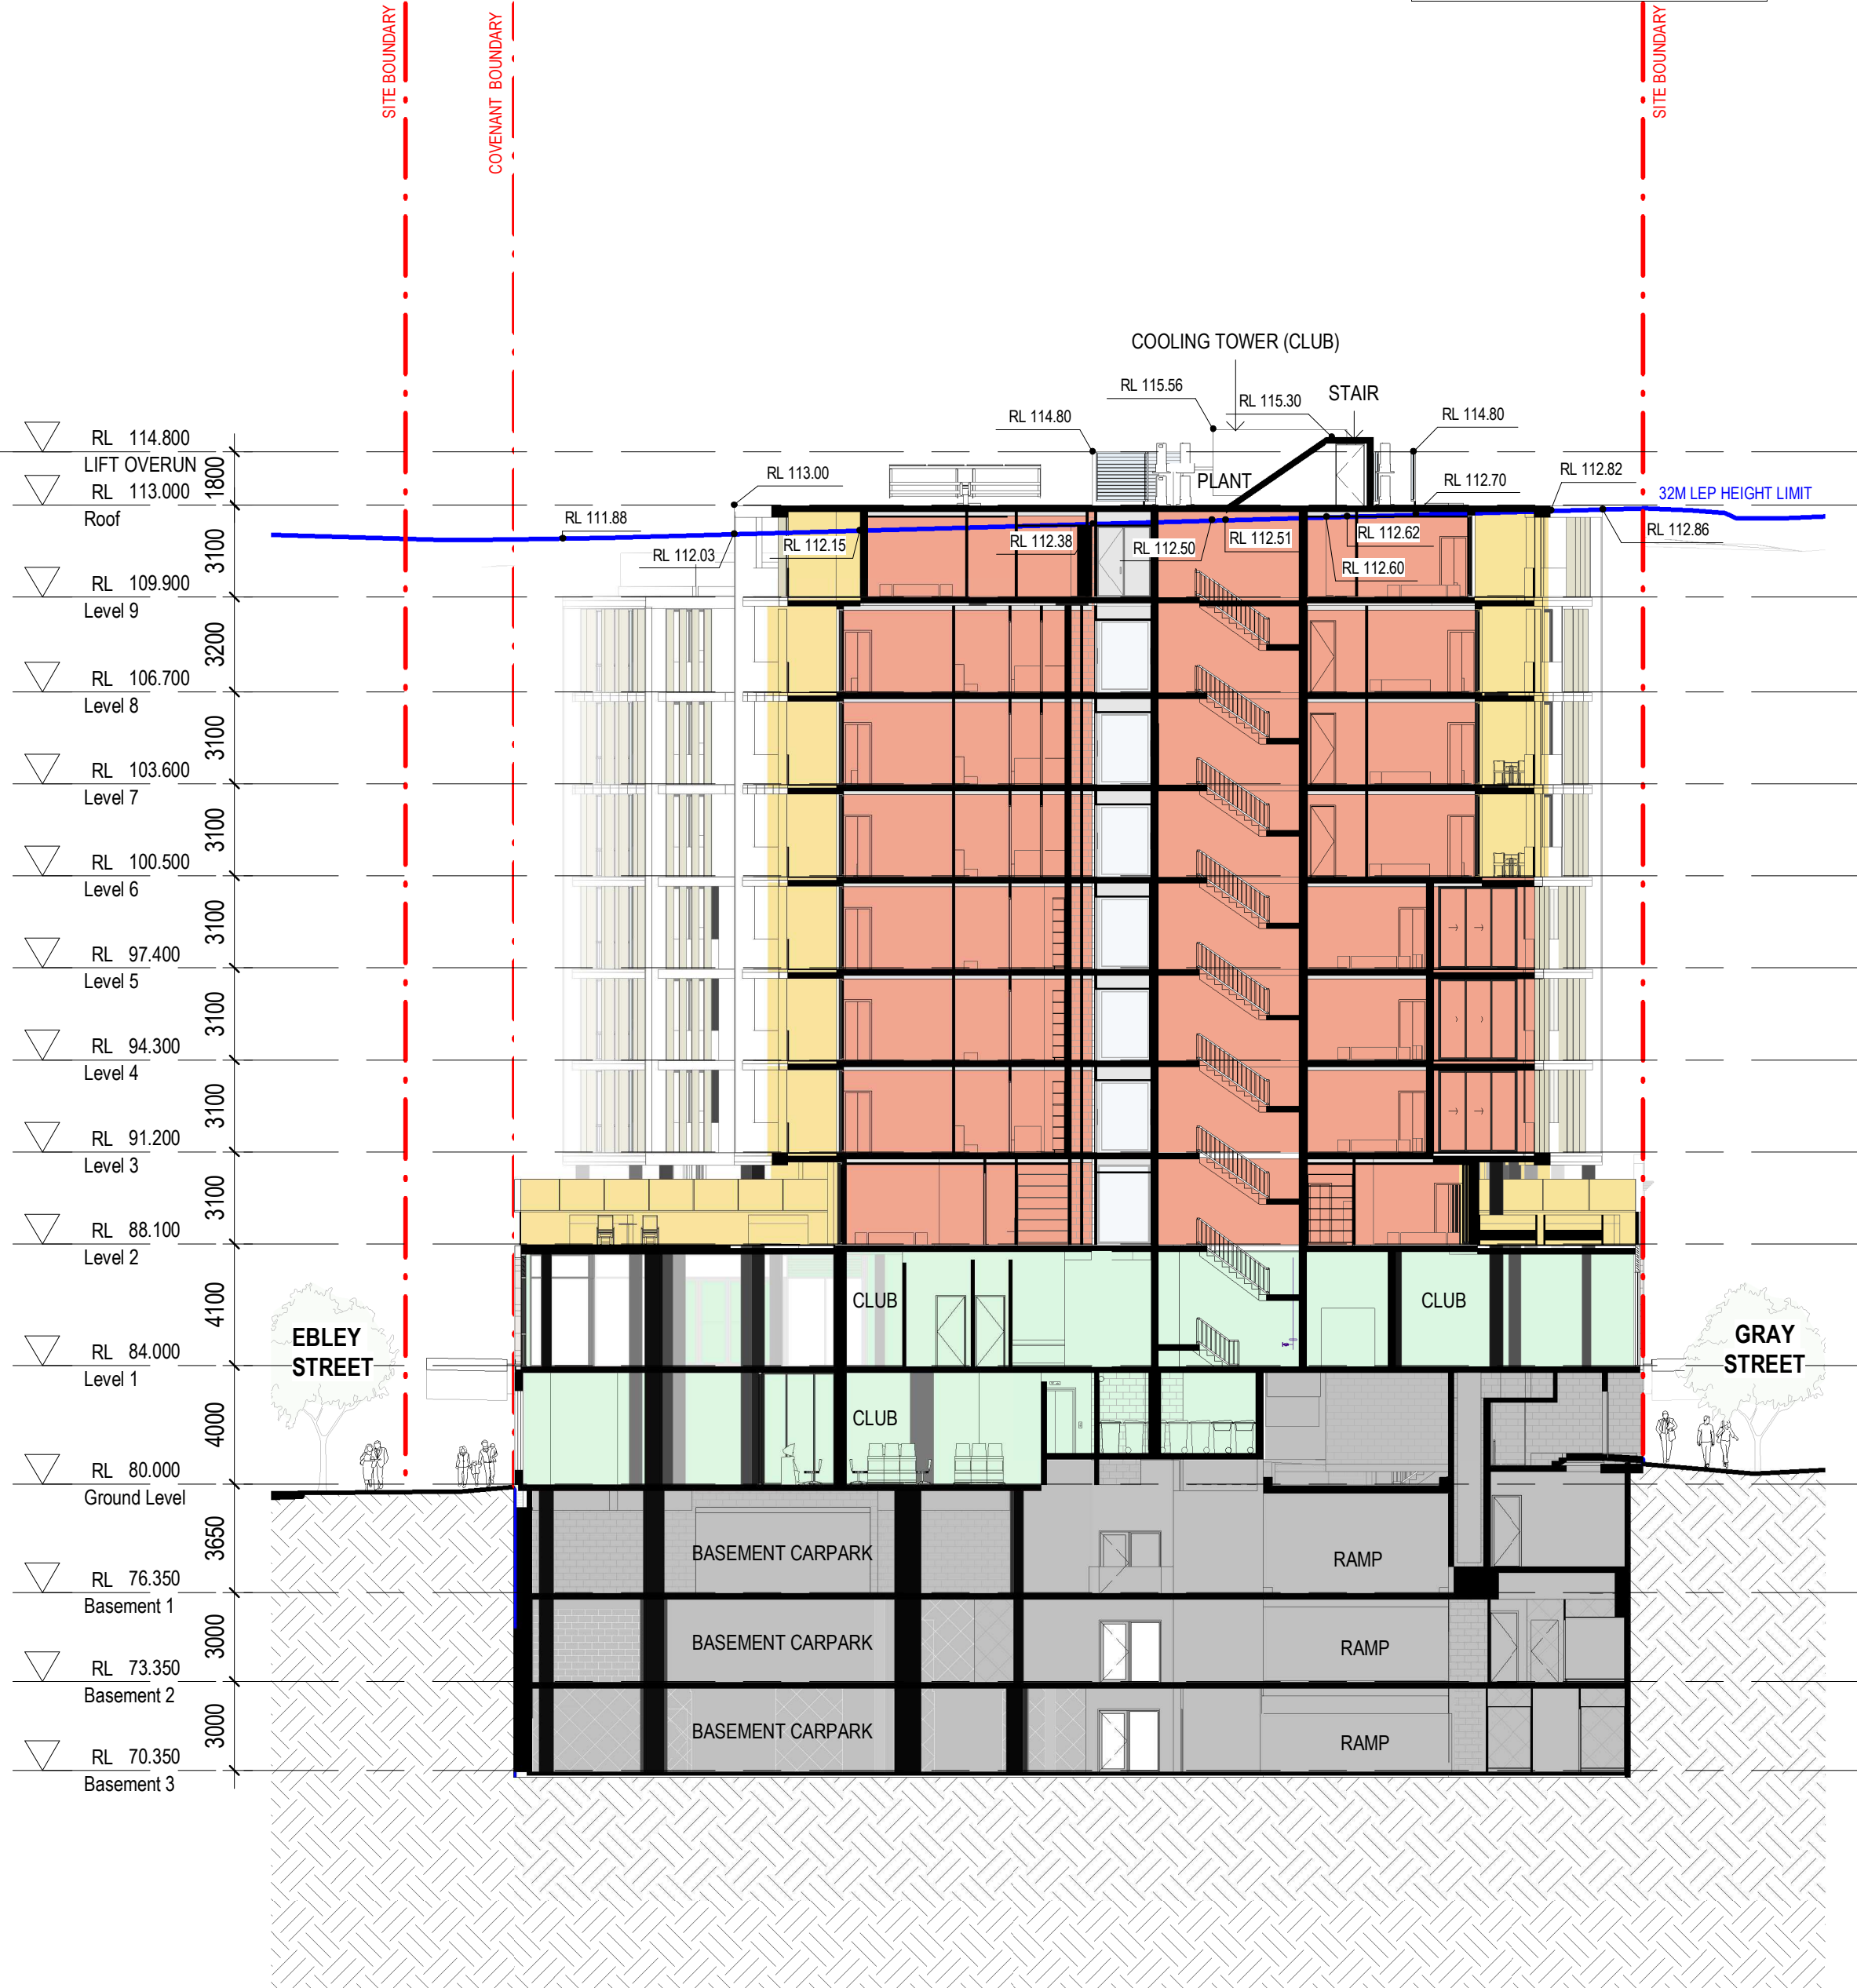 SITE BOUNDARY
COVENANT BOUNDARY
SITE BOUNDARY
COOLING TOWER (CLUB)
RL 115.56
RL 115.30
STAIR
RL 114.80
RL 114.80
RL 114.800
LIFT OVERUN
1800
RL 113.000
Roof
RL 113.00
PLANT
RL 112.70
RL 112.82
32M LEP HEIGHT LIMIT
RL 111.88
RL 112.03
RL 112.15
RL 112.38
RL 112.50
RL 112.51
RL 112.62
RL 112.60
RL 112.86
3100
RL 109.900
Level 9
3200
RL 106.700
Level 8
3100
RL 103.600
Level 7
3100
RL 100.500
Level 6
3100
RL 97.400
Level 5
3100
RL 94.300
Level 4
3100
RL 91.200
Level 3
3100
RL 88.100
Level 2
4100
CLUB
CLUB
EBLEY
STREET
GRAY
STREET
RL 84.000
Level 1
4000
CLUB
RL 80.000
Ground Level
3650
BASEMENT CARPARK
RAMP
RL 76.350
Basement 1
3000
BASEMENT CARPARK
RAMP
RL 73.350
Basement 2
3000
BASEMENT CARPARK
RAMP
RL 70.350
Basement 3